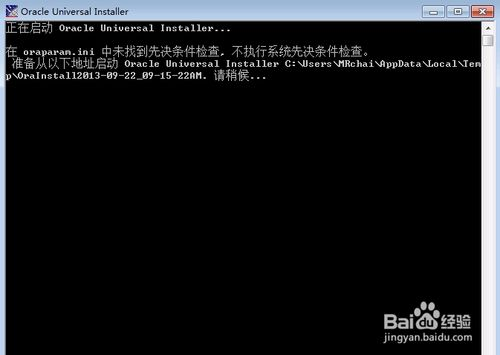 Oracle Universal Installer
正在启动 Oracle Universal Installer...
在 oraparam.ini 中未找到先决条件检查, 不执行系统先决条件检查。
准备从以下地址启动 Oracle Universal Installer C:\Users\MRchai\AppData\Local\Tem
p\OraInstall2013-09-22_09-15-22AM. 请稍候...
Bai度经验
jingyan.baidu.com